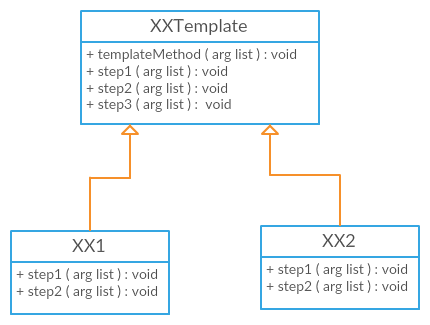 XXTemplate
+ templateMethod ( arg list ) : void
+ step1 ( arg list ) : void
+ step2 ( arg list ) : void
+ step3 ( arg list ) :  void
XX1
+ step1 ( arg list ) : void
+ step2 ( arg list ) : void
XX2
+ step1 ( arg list ) : void
+ step2 ( arg list ) : void